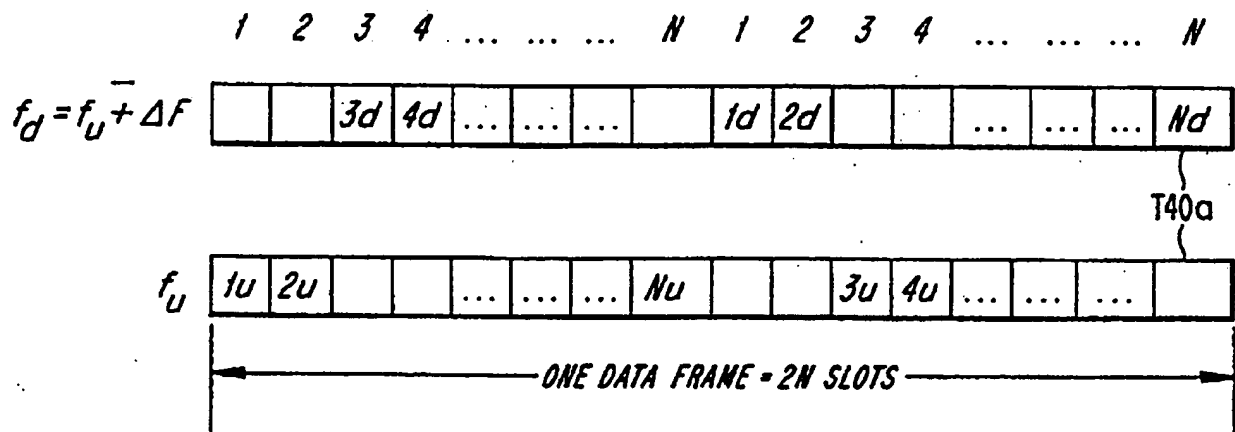 1 2 3 4 ... ... ... N 1 2 3 4 ... ... ... N
f_d = f_u ∓ ΔF 3d 4d ... ... ... 1d 2d ... ... ... Nd
T40a
f_u 1u 2u ... ... ... Nu 3u 4u ... ... ...
ONE DATA FRAME = 2N SLOTS